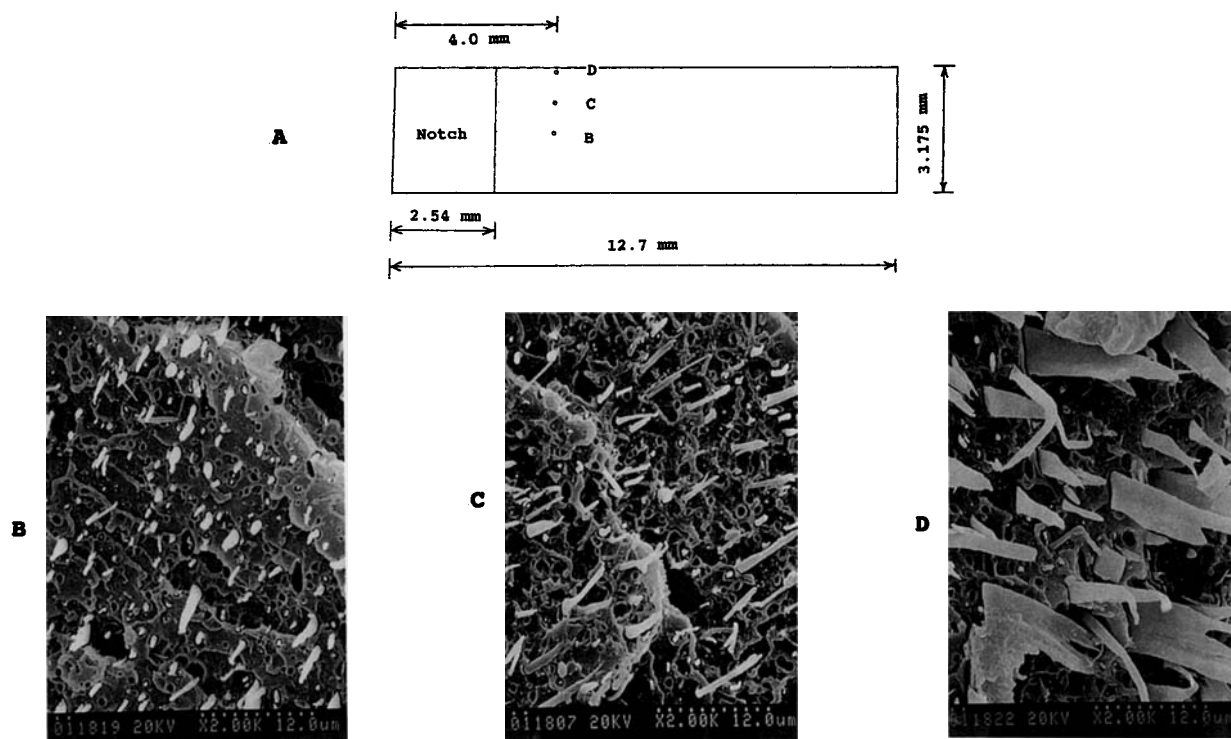 4.0 mm
D
C
B
A
Notch
3.175 mm
2.54 mm
12.7 mm
B
C
D
011819 20KV X2.00K 12.0um
011807 20KV X2.00K 12.0um
11822 20KV X2.00K 12.0um